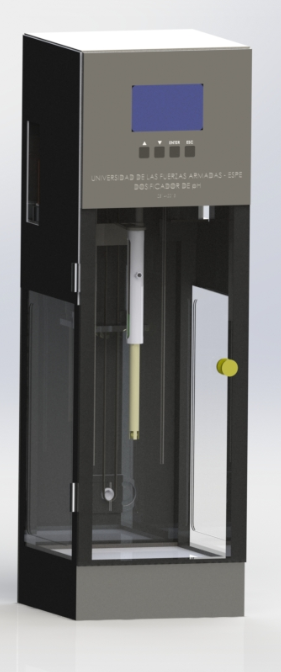 ▲ ▼ ENTER ESC
UNIVERSIDAD DE LAS FUERZAS ARMADAS - ESPE
DOSIFICADOR DE pH